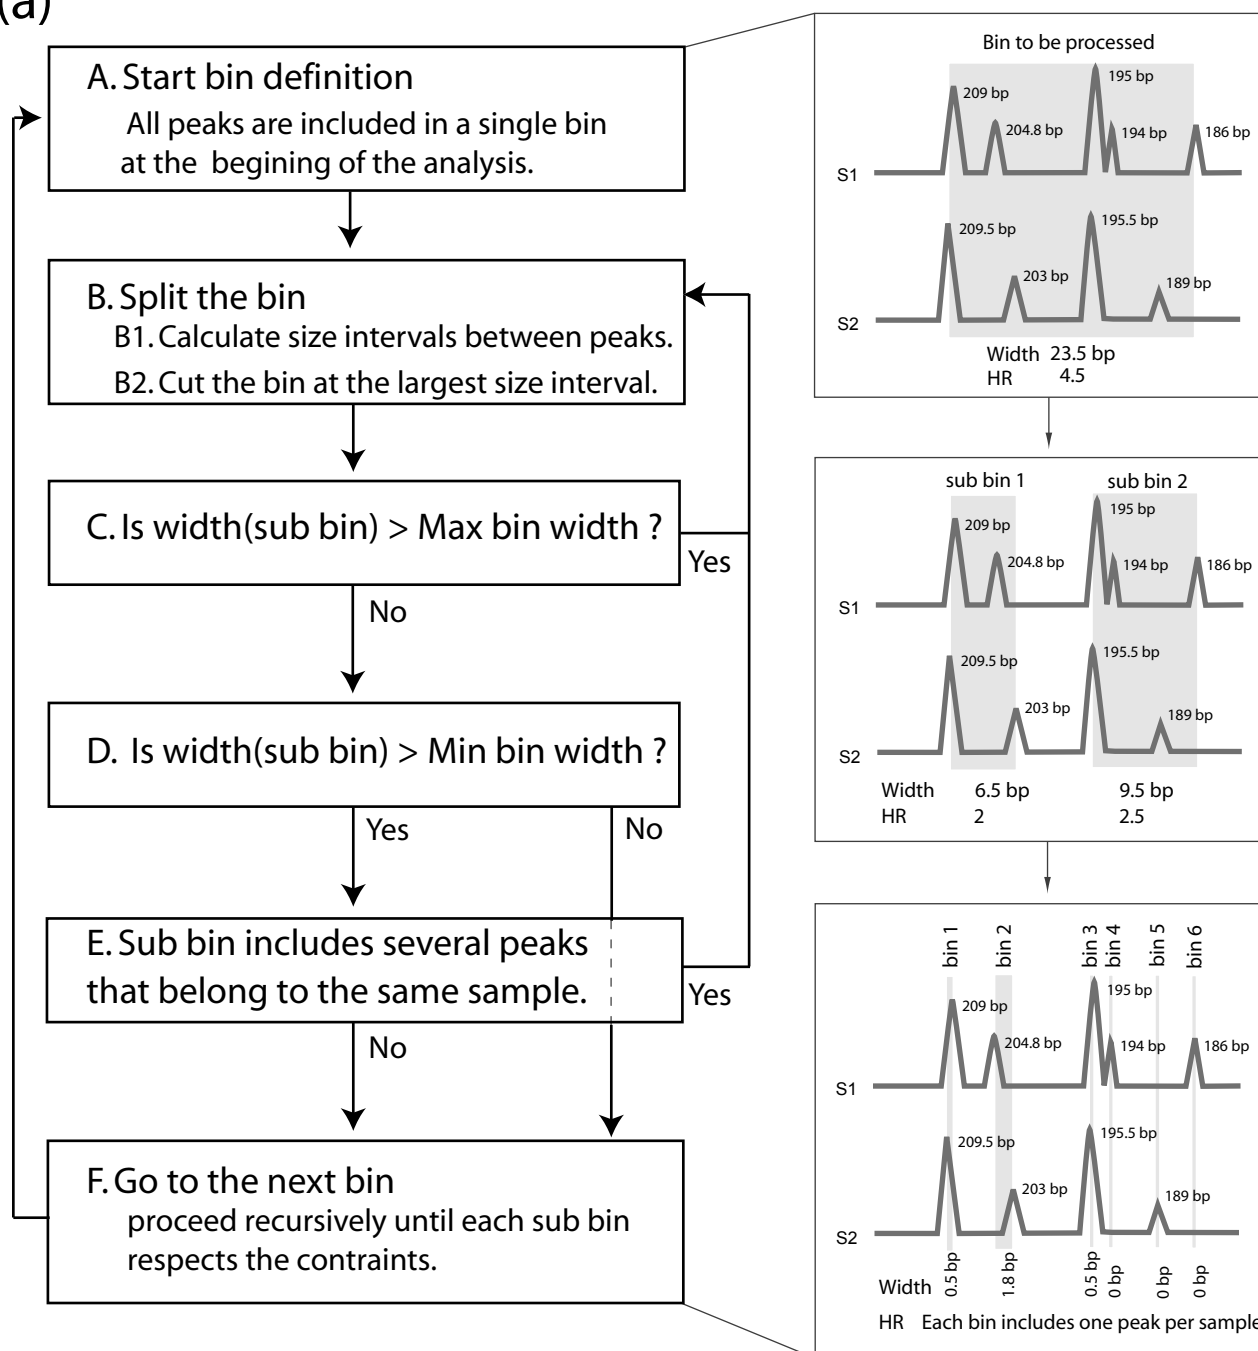 (a)
A. Start bin definition
All peaks are included in a single bin
at the begining of the analysis.
B. Split the bin
B1. Calculate size intervals between peaks.
B2. Cut the bin at the largest size interval.
C. Is width(sub bin) > Max bin width ?
Yes
No
D. Is width(sub bin) > Min bin width ?
Yes
No
E. Sub bin includes several peaks
that belong to the same sample.
Yes
No
F. Go to the next bin
proceed recursively until each sub bin
respects the contraints.
Bin to be processed
195 bp
209 bp
204.8 bp
194 bp
186 bp
S1
195.5 bp
209.5 bp
203 bp
189 bp
S2
Width 23.5 bp
HR 4.5
sub bin 1 sub bin 2
195 bp
209 bp
204.8 bp
194 bp
186 bp
S1
195.5 bp
209.5 bp
203 bp
189 bp
S2
Width 6.5 bp 9.5 bp
HR 2 2.5
bin 1 bin 2 bin 3 bin 4 bin 5 bin 6
195 bp
209 bp
204.8 bp
194 bp
186 bp
S1
195.5 bp
209.5 bp
203 bp
189 bp
S2
Width 0.5 bp 1.8 bp 0.5 bp 0 bp 0 bp 0 bp
HR Each bin includes one peak per sample